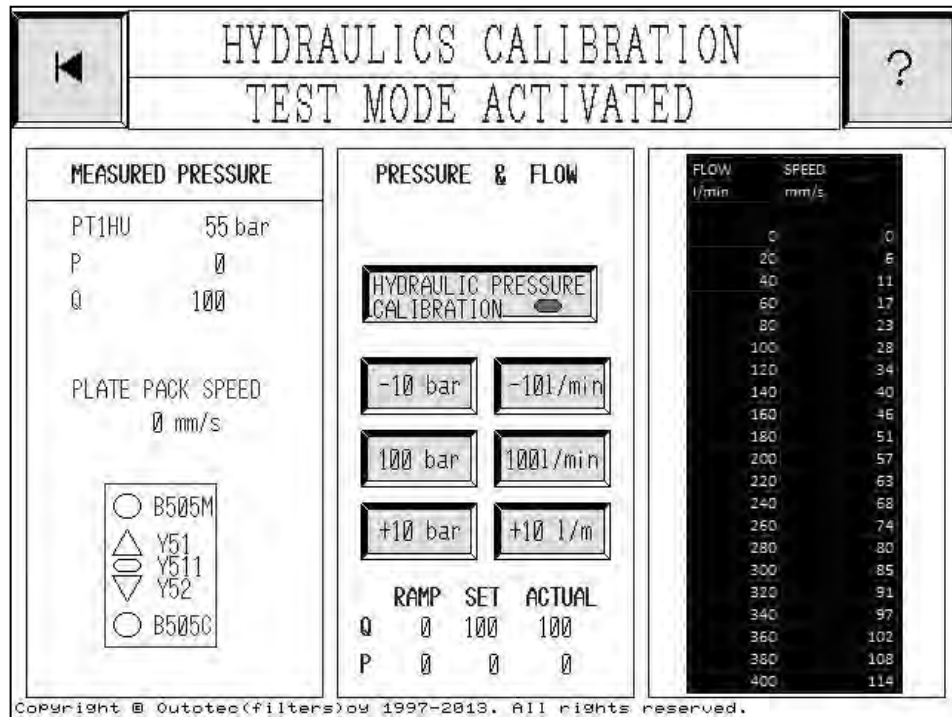 HYDRAULICS CALIBRATION
TEST MODE ACTIVATED
?
MEASURED PRESSURE
PT1HU 55 bar
P 0
Q 100
PLATE PACK SPEED
0 mm/s
B505M
Y51
Y511
Y52
B505C
PRESSURE & FLOW
HYDRAULIC PRESSURE
CALIBRATION
-10 bar -10l/min
100 bar 100l/min
+10 bar +10 l/m
RAMP SET ACTUAL
Q 0 100 100
P 0 0 0
FLOW SPEED
l/min mm/s
0 0
20 6
40 11
60 17
80 23
100 28
120 34
140 40
160 46
180 51
200 57
220 63
240 68
260 74
280 80
300 85
320 91
340 97
360 102
380 108
400 114
Copyright © Outotec(filters)oy 1997-2013. All rights reserved.